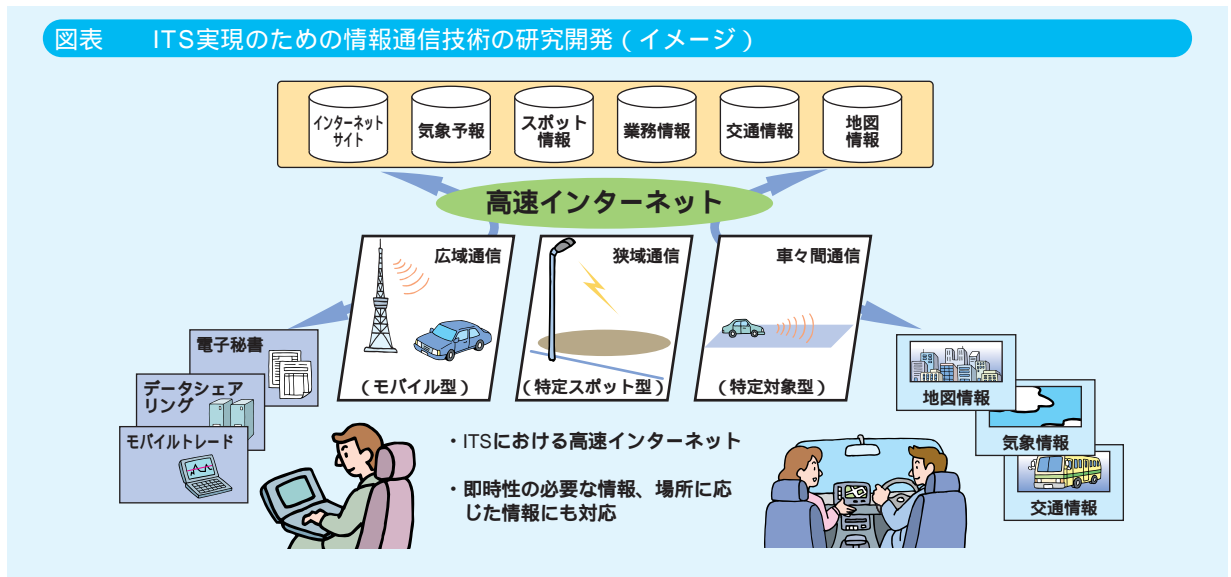 図表 ITS実現のための情報通信技術の研究開発（イメージ）
インターネット
サイト
気象予報
スポット
情報
業務情報
交通情報
地図
情報
高速インターネット
広域通信
（モバイル型）
狭域通信
（特定スポット型）
車々間通信
（特定対象型）
電子秘書
データシェア
リング
モバイルトレード
地図情報
気象情報
交通情報
・ITSにおける高速インターネット
・即時性の必要な情報、場所に応
じた情報にも対応